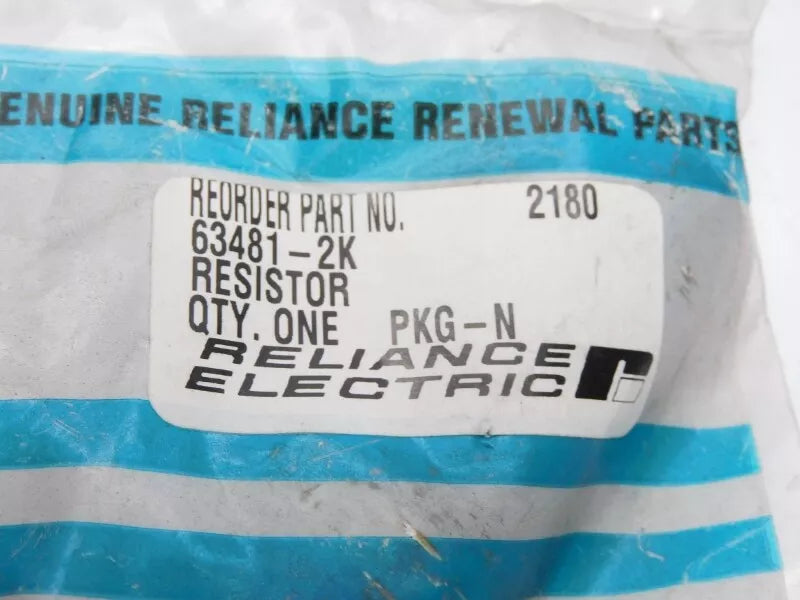 ENUINE RELIANCE RENEWAL PARTS
REORDER PART NO. 2180
63481-2K
RESISTOR
QTY. ONE PKG-N
RELIANCE
ELECTRIC